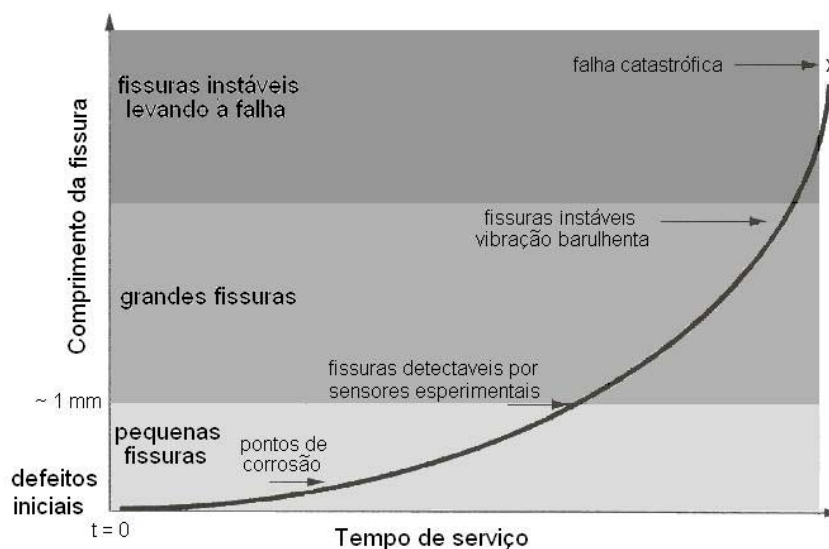 falha catastrófica
x
fissuras instáveis
levando à falha
Comprimento da fissura
fissuras instáveis
vibração barulhenta
grandes fissuras
fissuras detectaveis por
sensores esperimentais
~ 1 mm
pequenas
fissuras
pontos de
corrosão
defeitos
iniciais
t = 0
Tempo de serviço